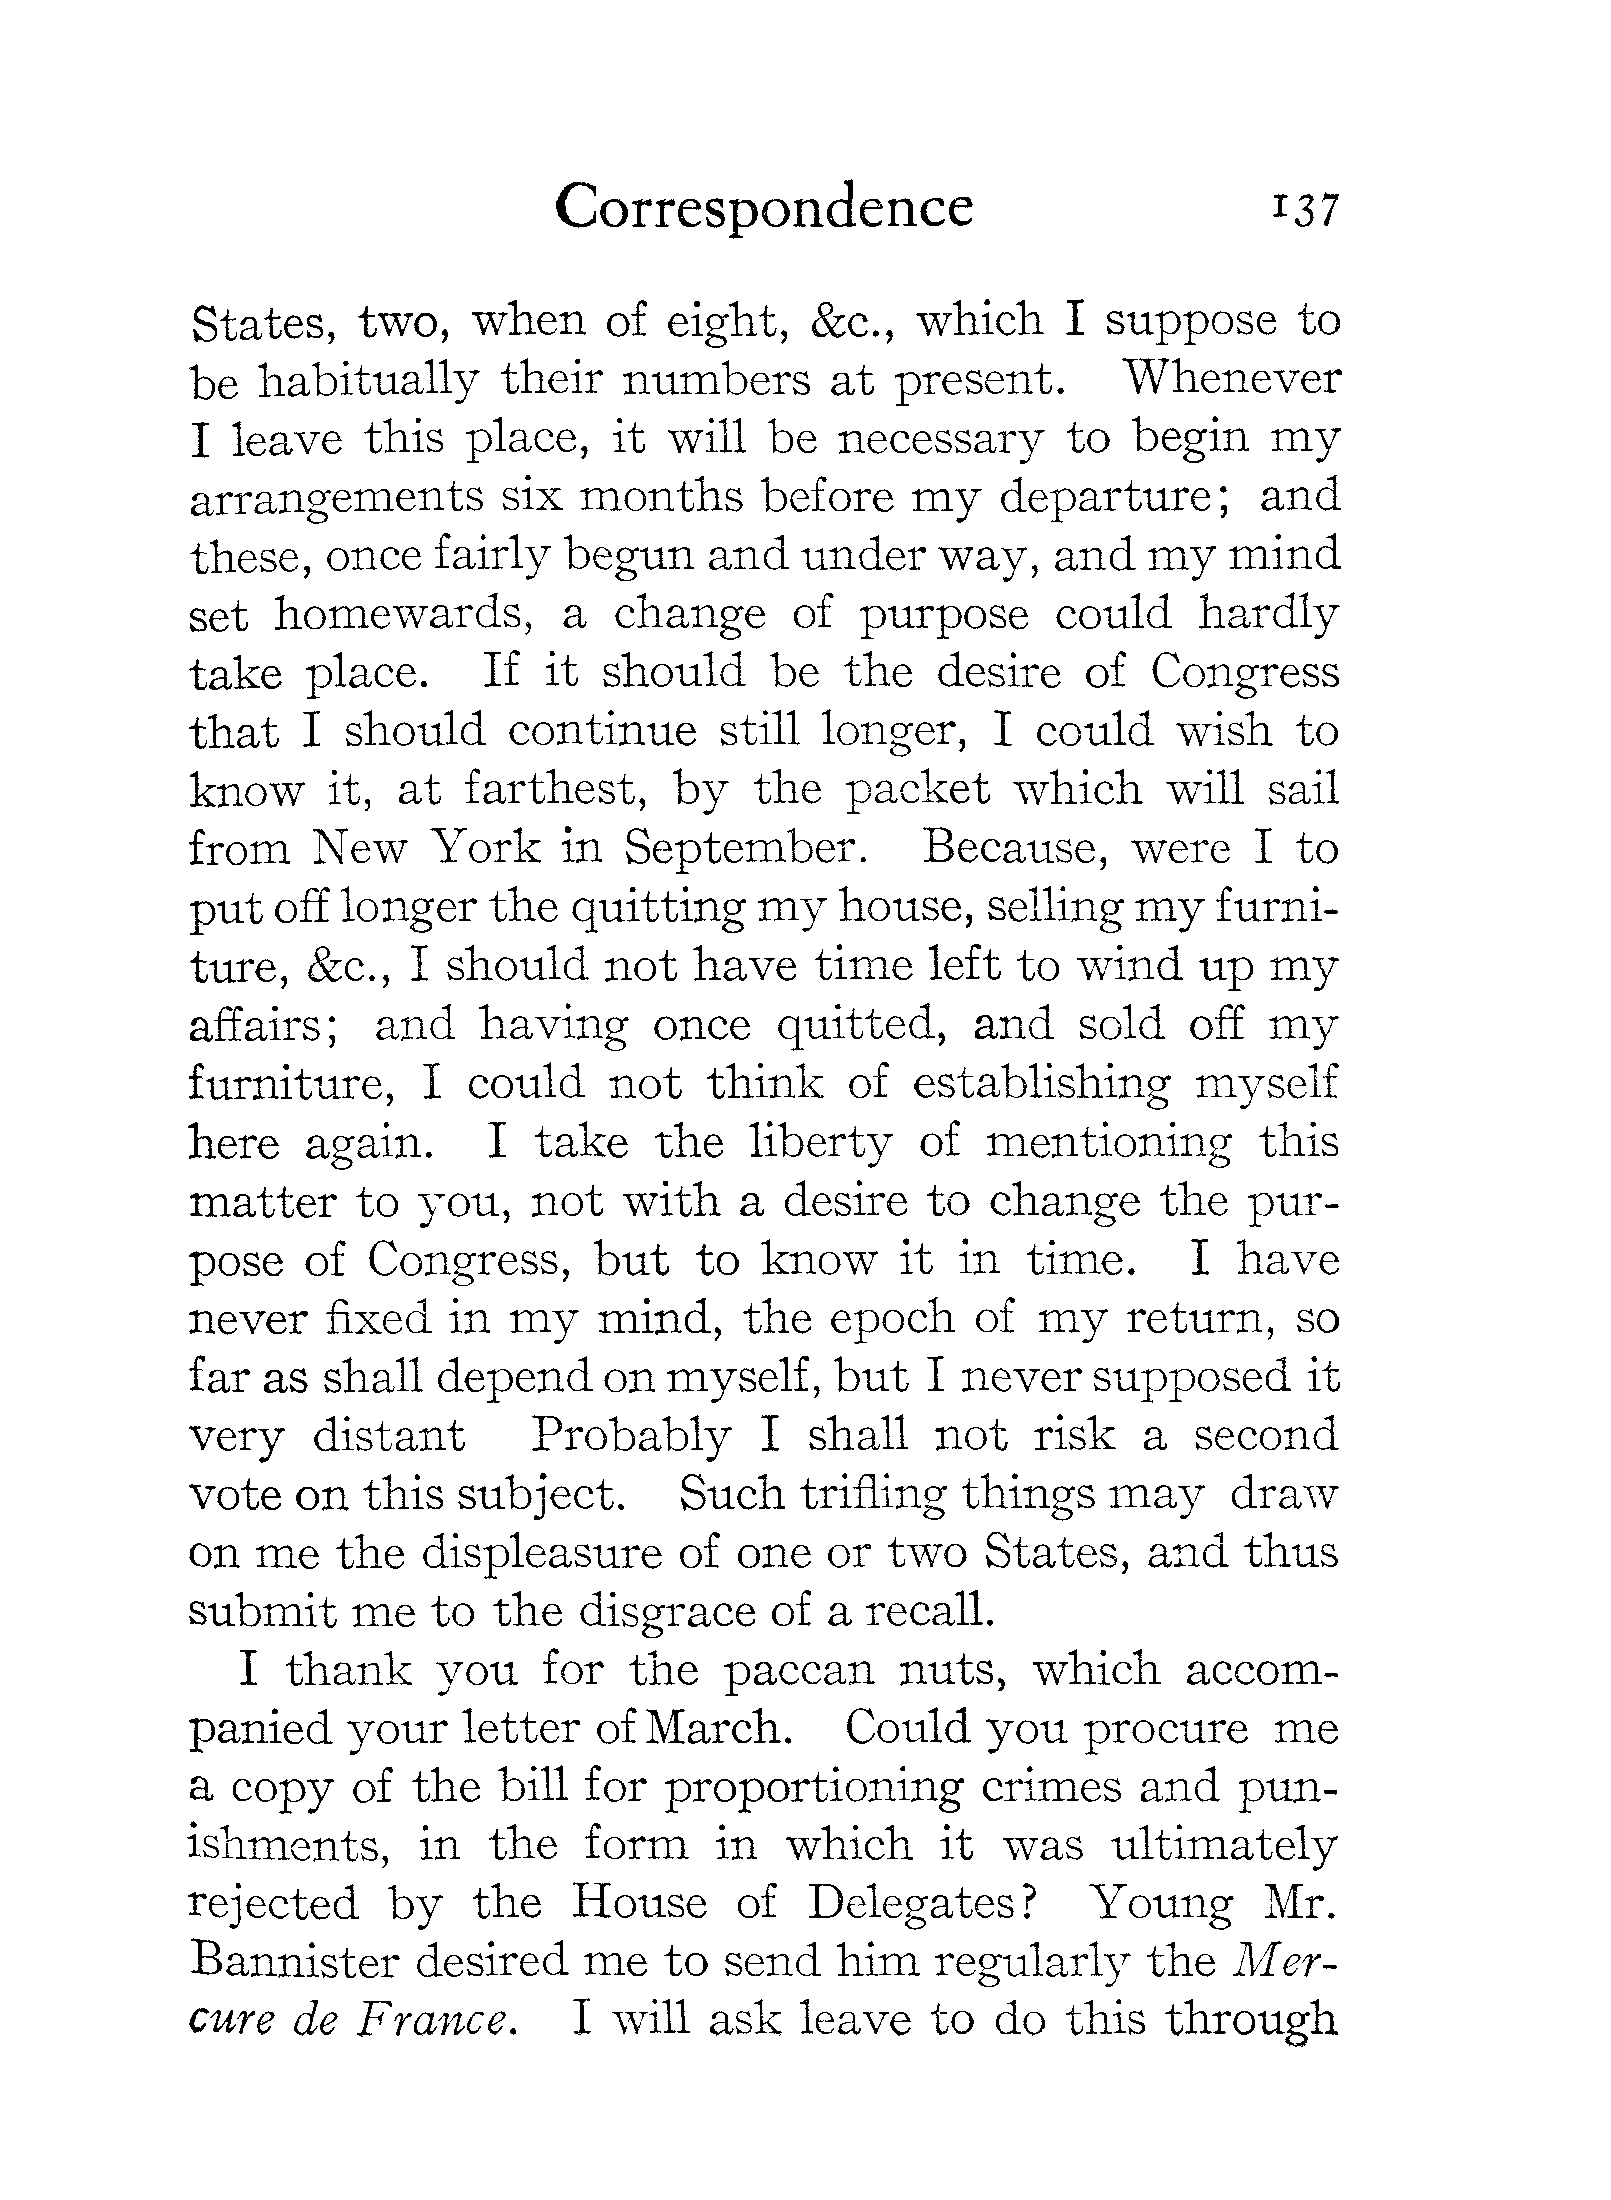 Correspondence 137
States, two, when of eight, &c., which I suppose to
be habitually their numbers at present. Whenever
I leave this place, it will be necessary to begin my
arrangements six months before my departure; and
these, once fairly begun and under way, and my mind
set homewards, a change of purpose could hardly
take place. If it should be the desire of Congress
that I should continue still longer, I could wish to
know it, at farthest, by the packet which will sail
from New York in September. Because, were I to
put off longer the quitting my house, selling my furni-
ture, &c., I should not have time left to wind up my
affairs; and having once quitted, and sold off my
furniture, I could not think of establishing myself
here again. I take the liberty of mentioning this
matter to you, not with a desire to change the pur-
pose of Congress, but to know it in time. I have
never fixed in my mind, the epoch of my return, so
far as shall depend on myself, but I never supposed it
very distant Probably I shall not risk a second
vote on this subject. Such trifling things may draw
on me the displeasure of one or two States, and thus
submit me to the disgrace of a recall.
I thank you for the paccan nuts, which accom-
panied your letter of March. Could you procure me
a copy of the bill for proportioning crimes and pun-
ishments, in the form in which it was ultimately
rejected by the House of Delegates? Young Mr.
Bannister desired me to send him regularly the Mer-
cure de France. I will ask leave to do this through